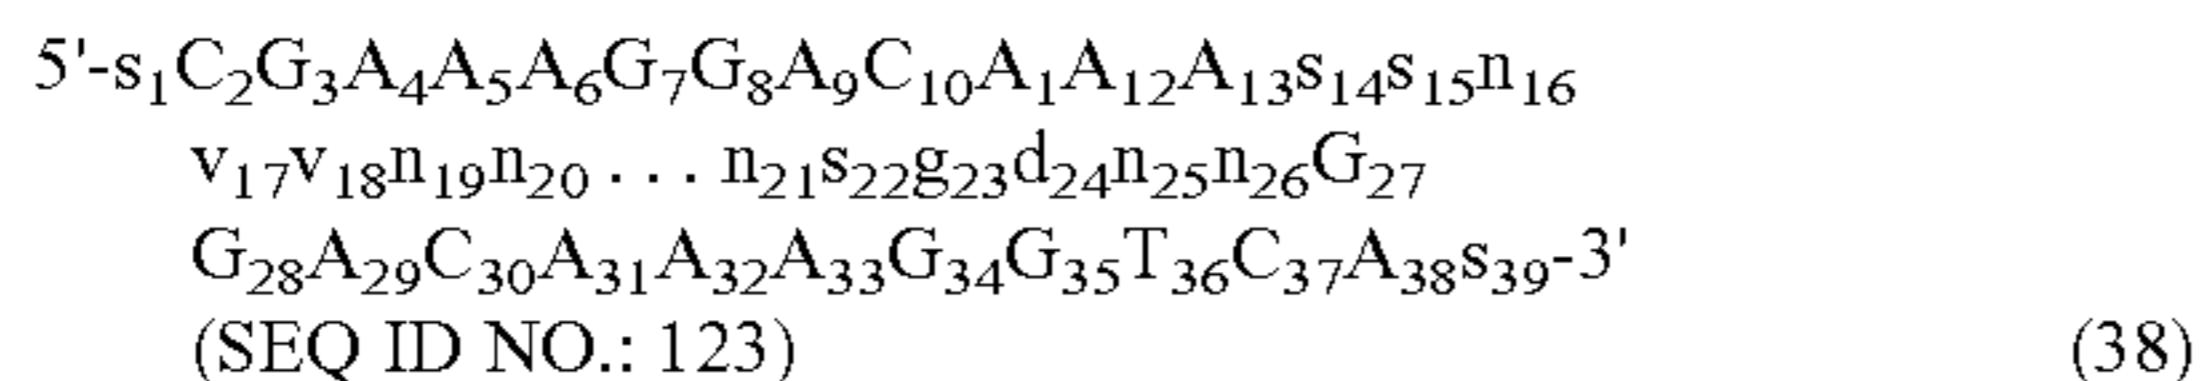 5'-s₁C₂G₃A₄A₅A₆G₇G₈A₉C₁₀A₁A₁₂A₁₃s₁₄s₁₅n₁₆
v₁₇v₁₈n₁₉n₂₀ . . . n₂₁s₂₂g₂₃d₂₄n₂₅n₂₆G₂₇
G₂₈A₂₉C₃₀A₃₁A₃₂A₃₃G₃₄G₃₅T₃₆C₃₇A₃₈s₃₉-3'
(SEQ ID NO.: 123) (38)